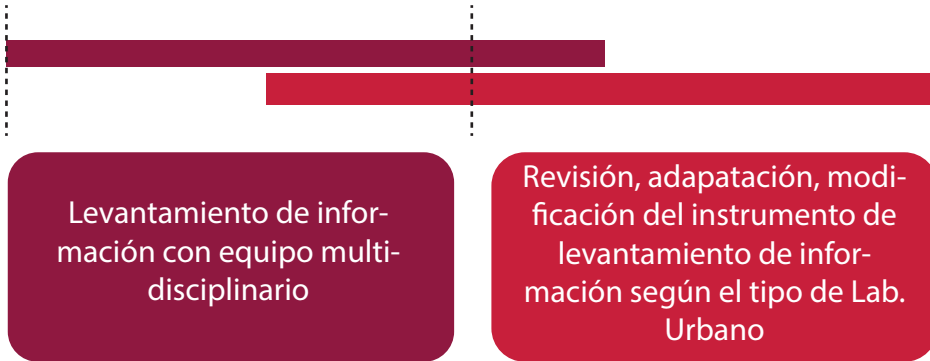 Levantamiento de infor-
mación con equipo multi-
disciplinario
Revisión, adapatación, modi-
ficación del instrumento de
levantamiento de infor-
mación según el tipo de Lab.
Urbano